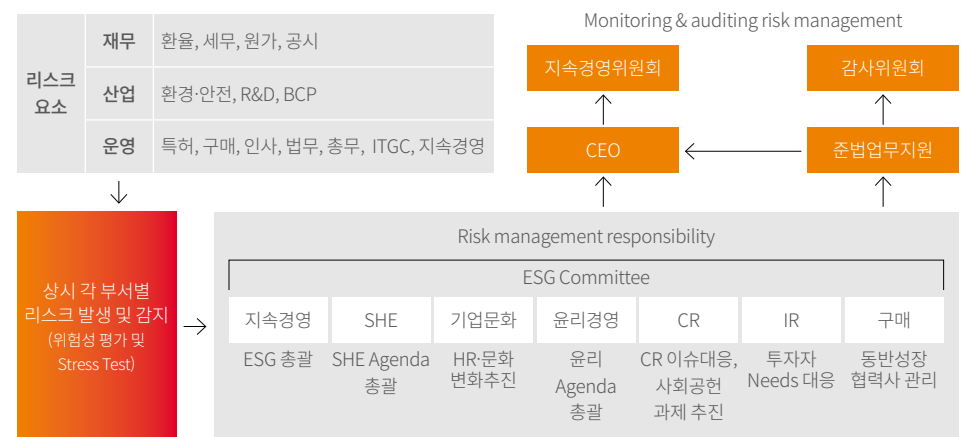 리스크
요소
재무
환율, 세무, 원가, 공시
산업
환경·안전, R&D, BCP
운영
특허, 구매, 인사, 법무, 총무, ITGC, 지속경영
Monitoring & auditing risk management
지속경영위원회
감사위원회
CEO
준법업무지원
상시 각 부서별
리스크 발생 및 감지
(위험성 평가 및
Stress Test)
Risk management responsibility
ESG Committee
지속경영
SHE
기업문화
윤리경영
CR
IR
구매
ESG 총괄
SHE Agenda
총괄
HR·문화
변화추진
윤리
Agenda
총괄
CR 이슈대응,
사회공헌
과제 추진
투자자
Needs 대응
동반성장
협력사 관리